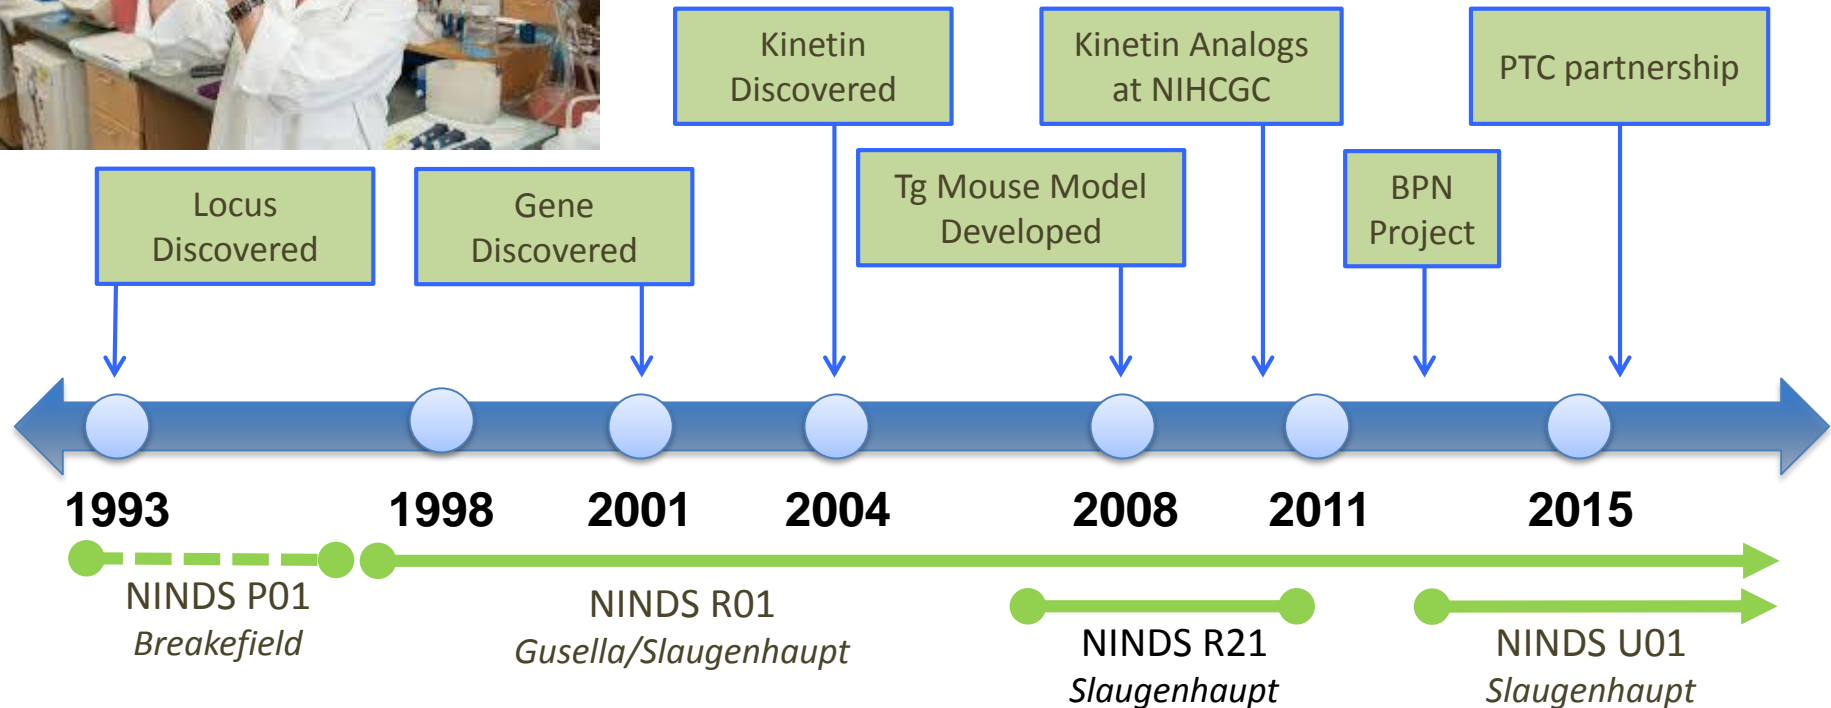 Kinetin
Discovered
Kinetin Analogs
at NIHCGC
PTC partnership
Locus
Discovered
Gene
Discovered
Tg Mouse Model
Developed
BPN
Project
1993
1998
2001
2004
2008
2011
2015
NINDS P01
Breakefield
NINDS R01
Gusella/Slaugenhaupt
NINDS R21
Slaugenhaupt
NINDS U01
Slaugenhaupt